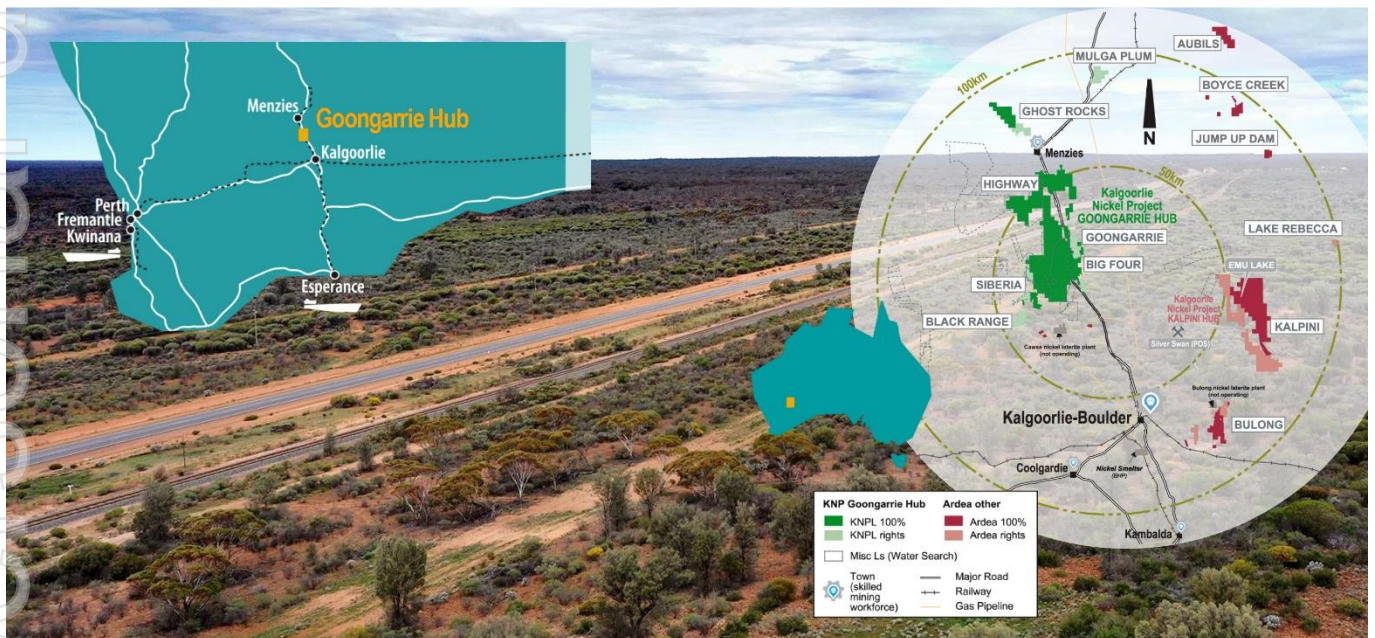 Menzies
Goongarrie Hub
Kalgoorlie
Perth
Fremantle
Kwinana
Esperance
100km
AUBILS
MULGA PLUM
BOYCE CREEK
GHOST ROCKS
N
JUMP UP DAM
Menzies
50km
HIGHWAY
Kalgoorlie
Nickel Project
GOONGARRIE HUB
GOONGARRIE
LAKE REBECCA
BIG FOUR
EMU LAKE
SIBERIA
Kalgoorlie
Nickel Project
KALPINI HUB
KALPINI
BLACK RANGE
Silver Swan (POS)
Cawse nickel laterite plant
(not operating)
Bulong nickel laterite plant
(not operating)
Kalgoorlie-Boulder
BULONG
Coolgardie
Nickel Smelter
(BHP)
Kambalda
KNP Goongarrie Hub
KNPL 100%
KNPL rights
Ardea other
Ardea 100%
Ardea rights
Misc Ls (Water Search)
Town
(skilled
mining
workforce)
Major Road
Railway
Gas Pipeline